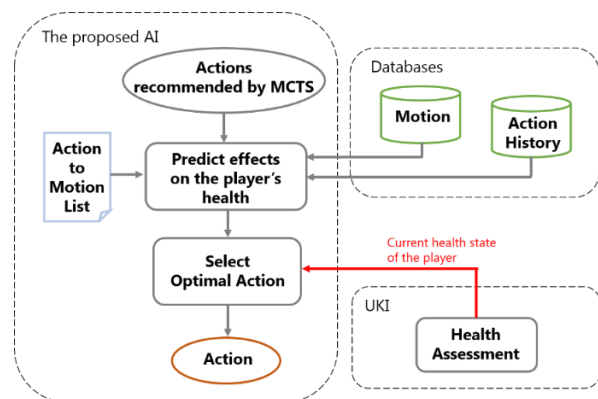 The proposed AI
Actions
recommended by MCTS
Databases
Motion
Action
History
Action
to
Motion
List
Predict effects
on the player's
health
Current health state
of the player
Select
Optimal Action
UKI
Health
Assessment
Action